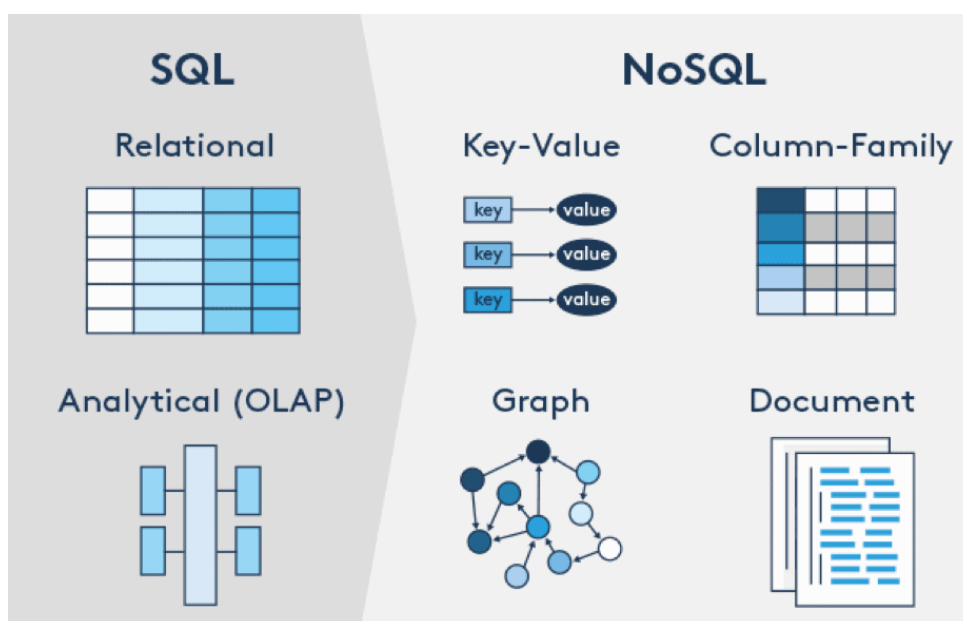 SQL
Relational
Analytical (OLAP)
NoSQL
Key-Value
key value
key value
key value
Column-Family
Graph
Document